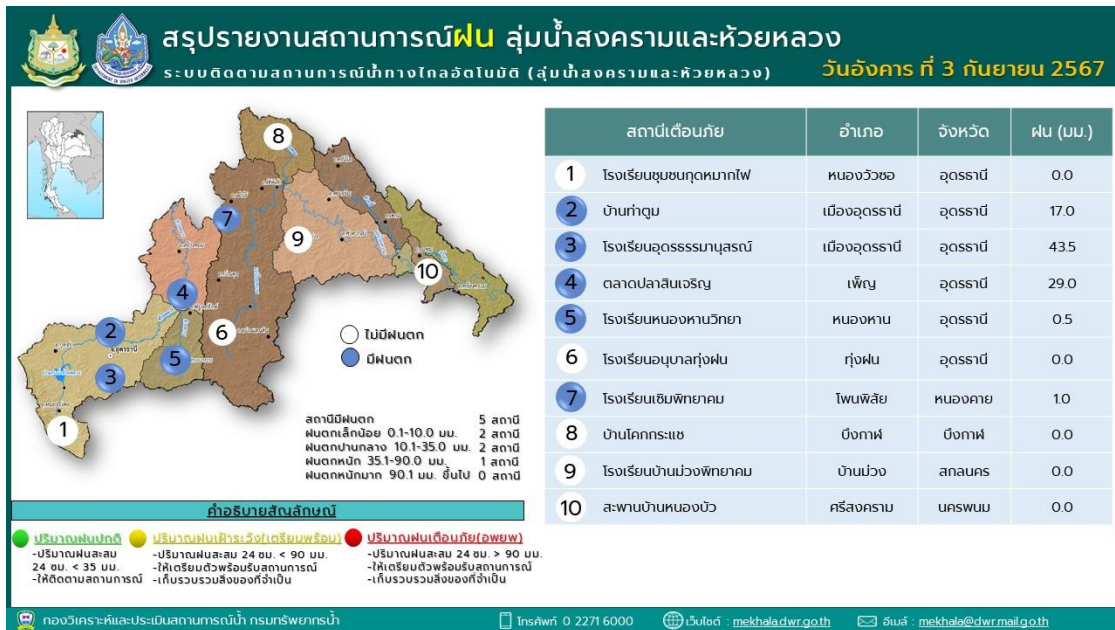 สรุปรายงานสถานการณ์ฝน ลุ่มน้ำสงครามและห้วยหลวง
ระบบติดตามสถานการณ์น้ำทางไกลอัตโนมัติ (ลุ่มน้ำสงครามและห้วยหลวง)
วันอังคาร ที่ 3 กันยายน 2567
8
7
9
10
4
2
6
5
3
1
ไม่มีฝนตก
มีฝนตก
สถานีมีฝนตก 5 สถานี
ฝนตกเล็กน้อย 0.1-10.0 มม. 2 สถานี
ฝนตกปานกลาง 10.1-35.0 มม. 2 สถานี
ฝนตกหนัก 35.1-90.0 มม. 1 สถานี
ฝนตกหนักมาก 90.1 มม. ขึ้นไป 0 สถานี
สถานีเตือนภัย อำเภอ จังหวัด ฝน (มม.)
1 โรงเรียนชุมชนกุดหมากไฟ หนองวัวซอ อุดรธานี 0.0
2 บ้านท่าตูม เมืองอุดรธานี อุดรธานี 17.0
3 โรงเรียนอุดรธรรมานุสรณ์ เมืองอุดรธานี อุดรธานี 43.5
4 ตลาดปลาสินเจริญ เพ็ญ อุดรธานี 29.0
5 โรงเรียนหนองหานวิทยา หนองหาน อุดรธานี 0.5
6 โรงเรียนอนุบาลทุ่งฝน ทุ่งฝน อุดรธานี 0.0
7 โรงเรียนเซิมพิทยาคม โพนพิสัย หนองคาย 1.0
8 บ้านโคกกระแซ บึงกาฬ บึงกาฬ 0.0
9 โรงเรียนบ้านม่วงพิทยาคม บ้านม่วง สกลนคร 0.0
10 สะพานบ้านหนองบัว ศรีสงคราม นครพนม 0.0
คำอธิบายสัญลักษณ์
ปริมาณฝนปกติ
-ปริมาณฝนสะสม
24 ชม. < 35 มม.
-ให้ติดตามสถานการณ์
ปริมาณฝนเฝ้าระวัง(เตรียมพร้อม)
-ปริมาณฝนสะสม 24 ชม. < 90 มม.
-ให้เตรียมตัวพร้อมรับสถานการณ์
-เก็บรวบรวมสิ่งของที่จำเป็น
ปริมาณฝนเตือนภัย(อพยพ)
-ปริมาณฝนสะสม 24 ชม. > 90 มม.
-ให้เตรียมตัวพร้อมรับสถานการณ์
-เก็บรวบรวมสิ่งของที่จำเป็น
กองวิเคราะห์และประเมินสถานการณ์น้ำ กรมทรัพยากรน้ำ
โทรศัพท์ 0 2271 6000
เว็บไซต์ : mekhala.dwr.go.th
อีเมล์ : mekhala@dwr.mail.go.th